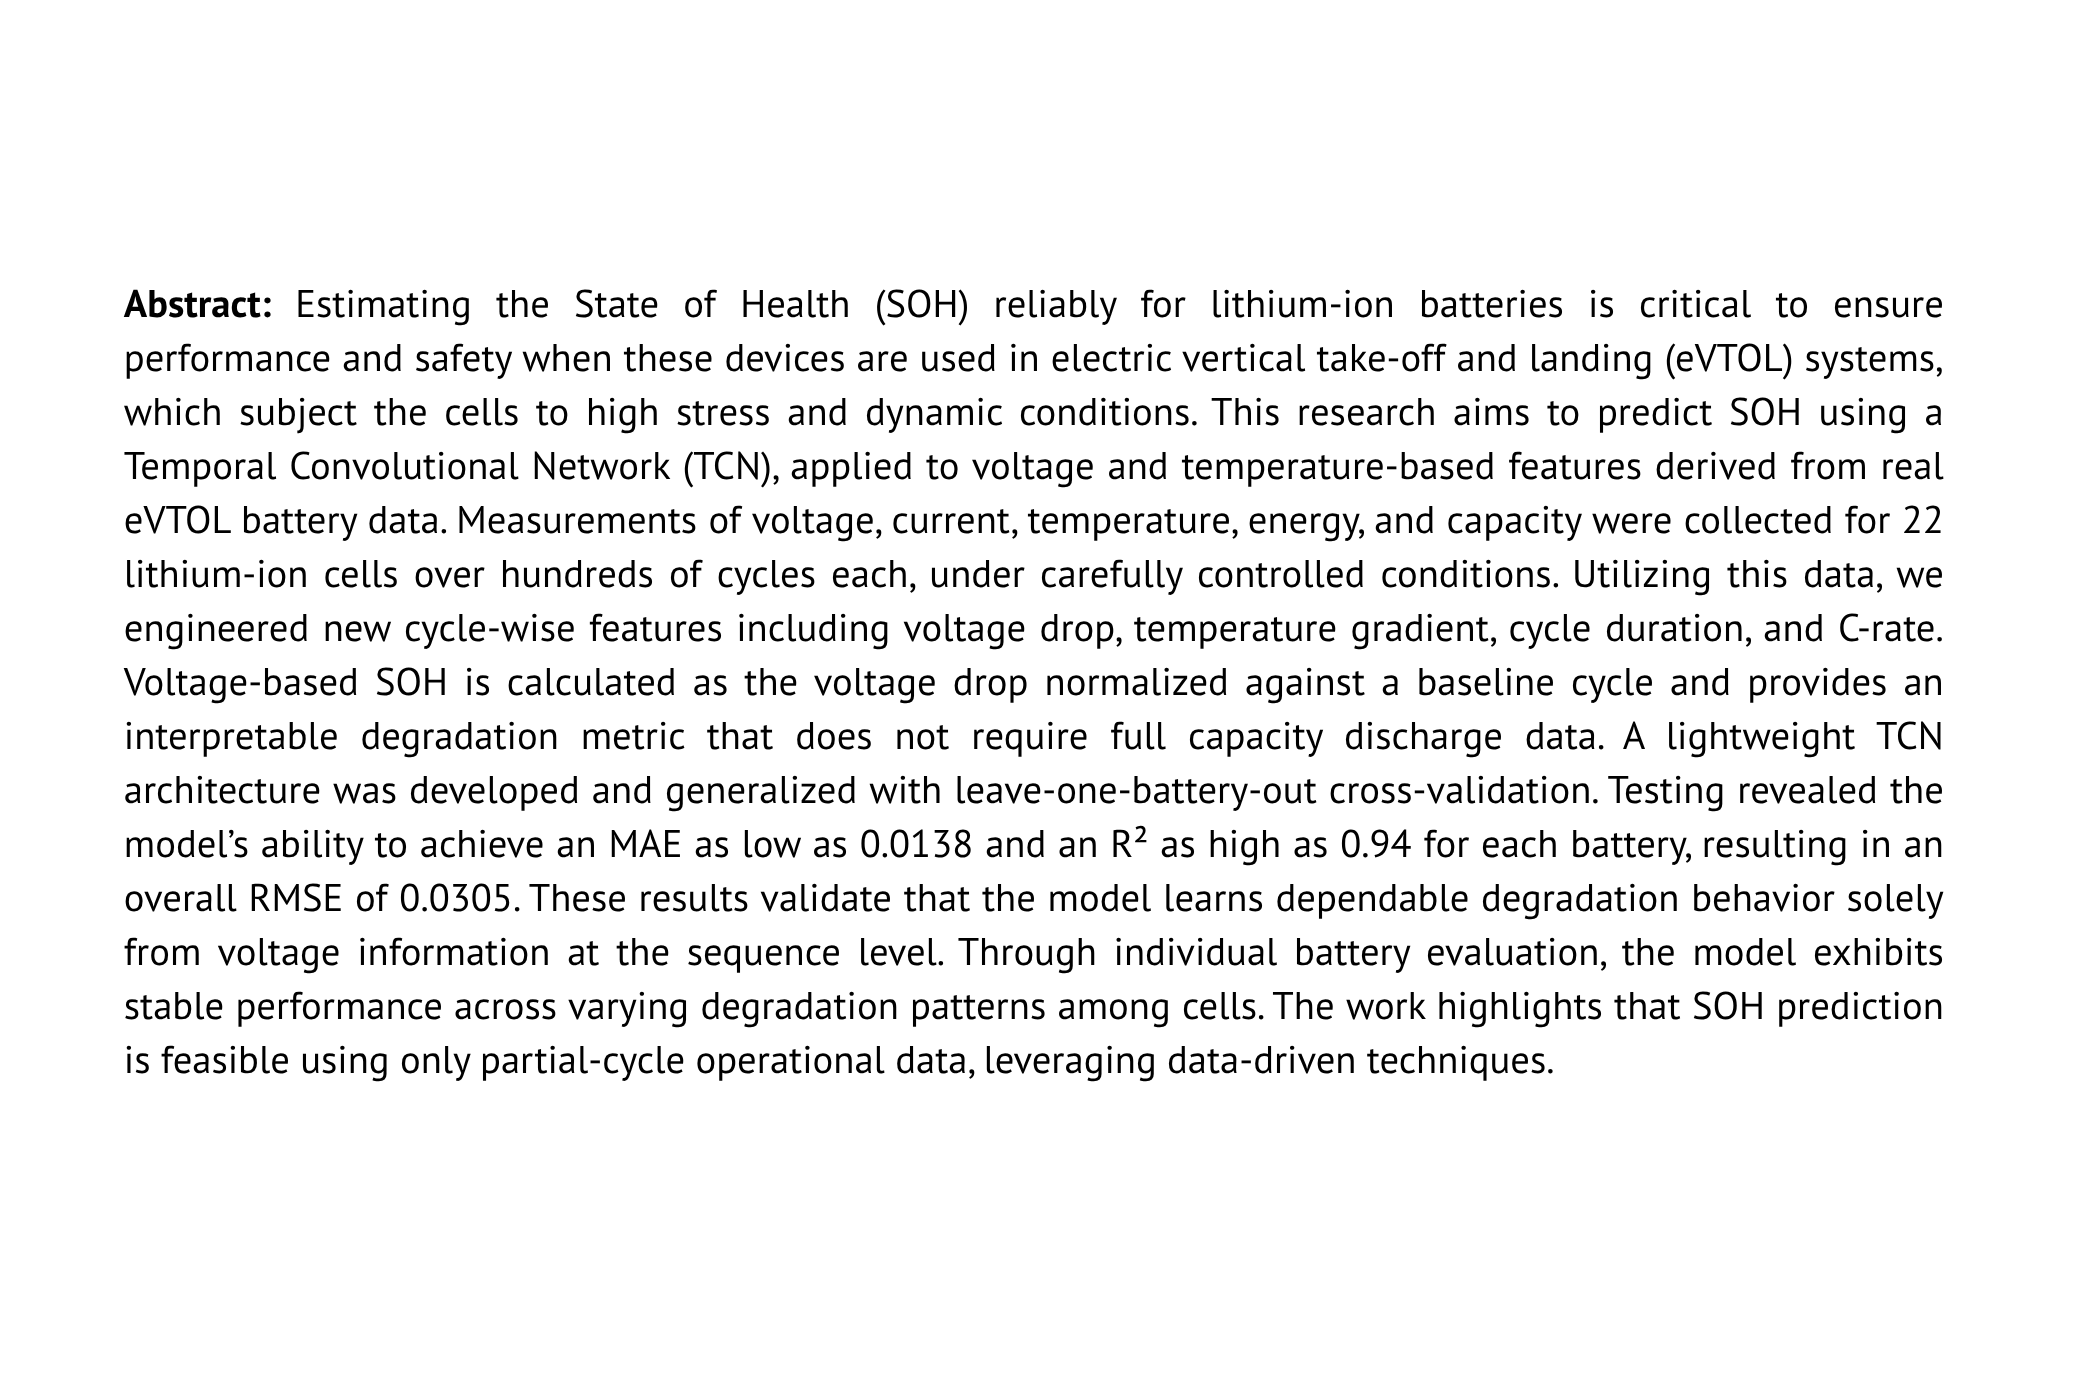 Abstract: Estimating the State of Health (SOH) reliably for lithium-ion batteries is critical to ensure
performance and safety when these devices are used in electric vertical take-off and landing (eVTOL) systems,
which subject the cells to high stress and dynamic conditions. This research aims to predict SOH using a
Temporal Convolutional Network (TCN), applied to voltage and temperature-based features derived from real
eVTOL battery data. Measurements of voltage, current, temperature, energy, and capacity were collected for 22
lithium-ion cells over hundreds of cycles each, under carefully controlled conditions. Utilizing this data, we
engineered new cycle-wise features including voltage drop, temperature gradient, cycle duration, and C-rate.
Voltage-based SOH is calculated as the voltage drop normalized against a baseline cycle and provides an
interpretable degradation metric that does not require full capacity discharge data. A lightweight TCN
architecture was developed and generalized with leave-one-battery-out cross-validation. Testing revealed the
model’s ability to achieve an MAE as low as 0.0138 and an R² as high as 0.94 for each battery, resulting in an
overall RMSE of 0.0305. These results validate that the model learns dependable degradation behavior solely
from voltage information at the sequence level. Through individual battery evaluation, the model exhibits
stable performance across varying degradation patterns among cells. The work highlights that SOH prediction
is feasible using only partial-cycle operational data, leveraging data-driven techniques.